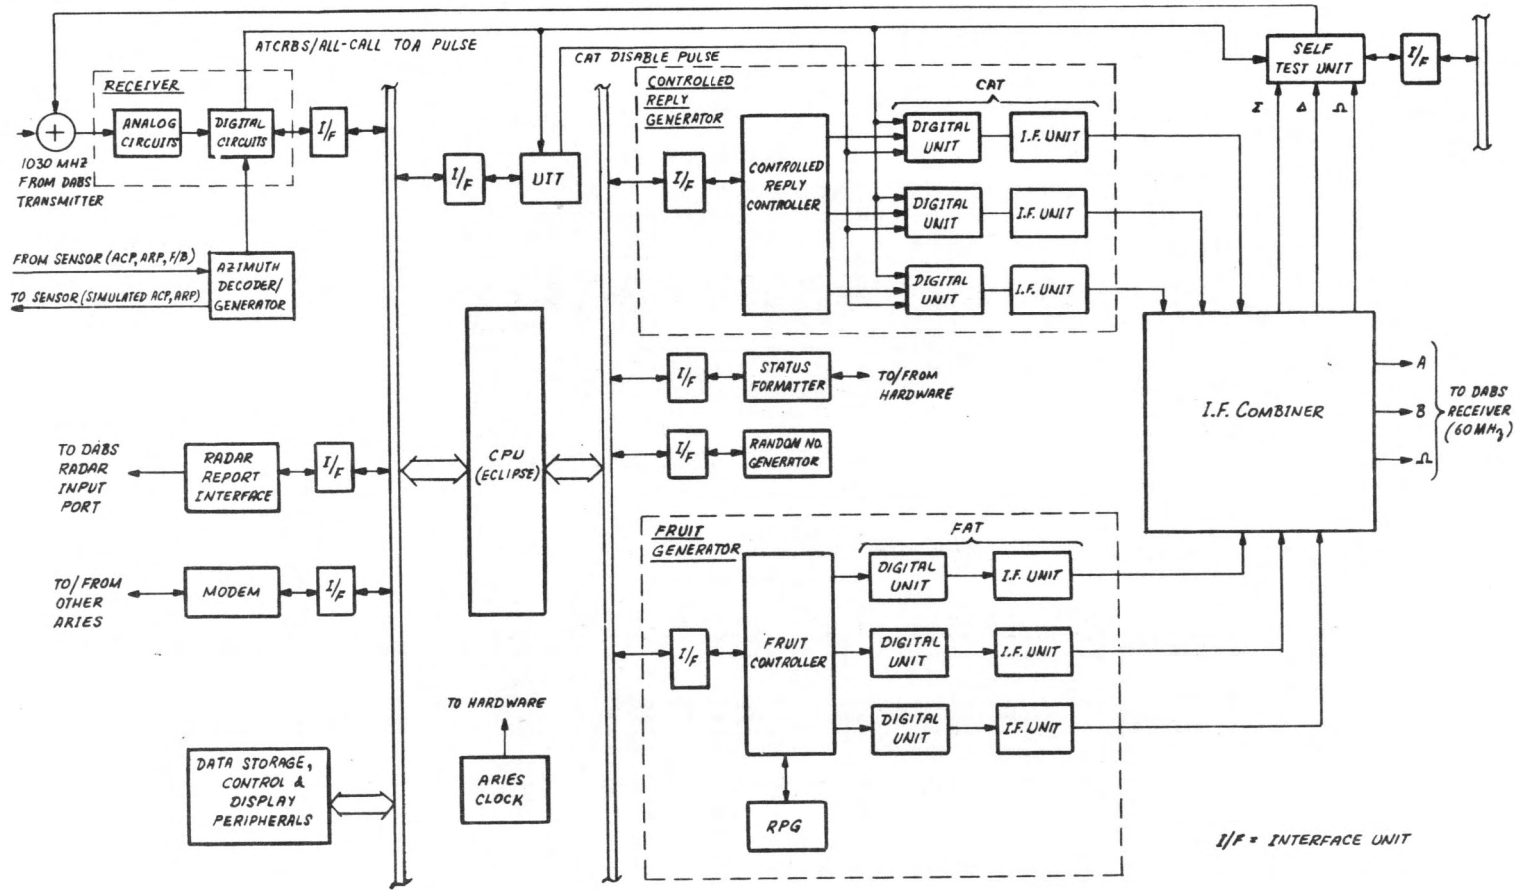 ATCRBS/ALL-CALL TOA PULSE
CAT DISABLE PULSE
RECEIVER
ANALOG
CIRCUITS
DIGITAL
CIRCUITS
I/F
1030 MHZ
FROM DABS
TRANSMITTER
FROM SENSOR (ACP, ARP, F/B)
TO SENSOR (SIMULATED ACP, ARP)
AZIMUTH
DECODER/
GENERATOR
I/F
UIT
CONTROLLED
REPLY
GENERATOR
I/F
CONTROLLED
REPLY
CONTROLLER
CAT
DIGITAL
UNIT
I.F. UNIT
DIGITAL
UNIT
I.F. UNIT
DIGITAL
UNIT
I.F. UNIT
SELF
TEST UNIT
I/F
Σ
Δ
Ω
I.F. COMBINER
A
B
Ω
TO DABS
RECEIVER
(60 MHz)
CPU
(ECLIPSE)
I/F
STATUS
FORMATTER
TO/FROM
HARDWARE
I/F
RANDOM NO.
GENERATOR
TO DABS
RADAR
INPUT
PORT
RADAR
REPORT
INTERFACE
I/F
TO/FROM
OTHER
ARIES
MODEM
I/F
DATA STORAGE,
CONTROL &
DISPLAY
PERIPHERALS
TO HARDWARE
ARIES
CLOCK
FRUIT
GENERATOR
I/F
FRUIT
CONTROLLER
RPG
FAT
DIGITAL
UNIT
I.F. UNIT
DIGITAL
UNIT
I.F. UNIT
DIGITAL
UNIT
I.F. UNIT
I/F = INTERFACE UNIT